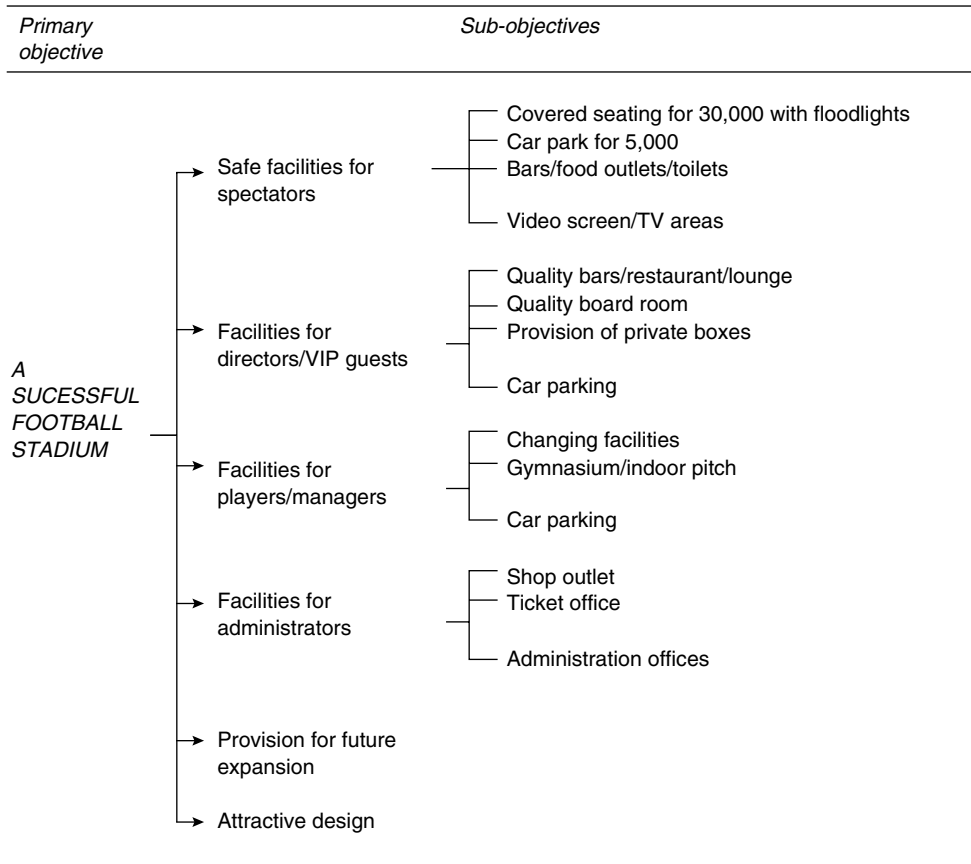 Primary
objective
Sub-objectives
A
SUCESSFUL
FOOTBALL
STADIUM
Safe facilities for
spectators
Covered seating for 30,000 with floodlights
Car park for 5,000
Bars/food outlets/toilets
Video screen/TV areas
Facilities for
directors/VIP guests
Quality bars/restaurant/lounge
Quality board room
Provision of private boxes
Car parking
Facilities for
players/managers
Changing facilities
Gymnasium/indoor pitch
Car parking
Facilities for
administrators
Shop outlet
Ticket office
Administration offices
Provision for future
expansion
Attractive design